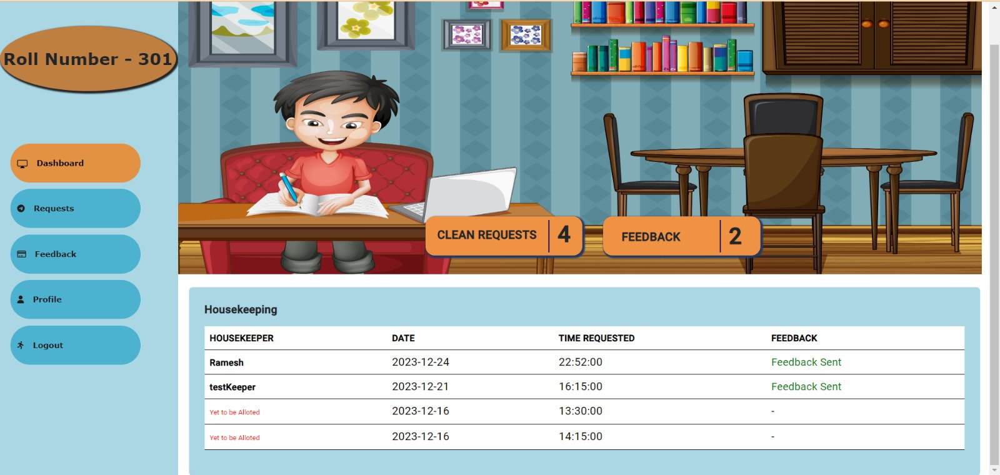 Roll Number - 301
Dashboard
Requests
Feedback
Profile
Logout
CLEAN REQUESTS 4
FEEDBACK 2
Housekeeping
HOUSEKEEPER DATE TIME REQUESTED FEEDBACK
Ramesh 2023-12-24 22:52:00 Feedback Sent
testKeeper 2023-12-21 16:15:00 Feedback Sent
Yet to be Alloted 2023-12-16 13:30:00 -
Yet to be Alloted 2023-12-16 14:15:00 -